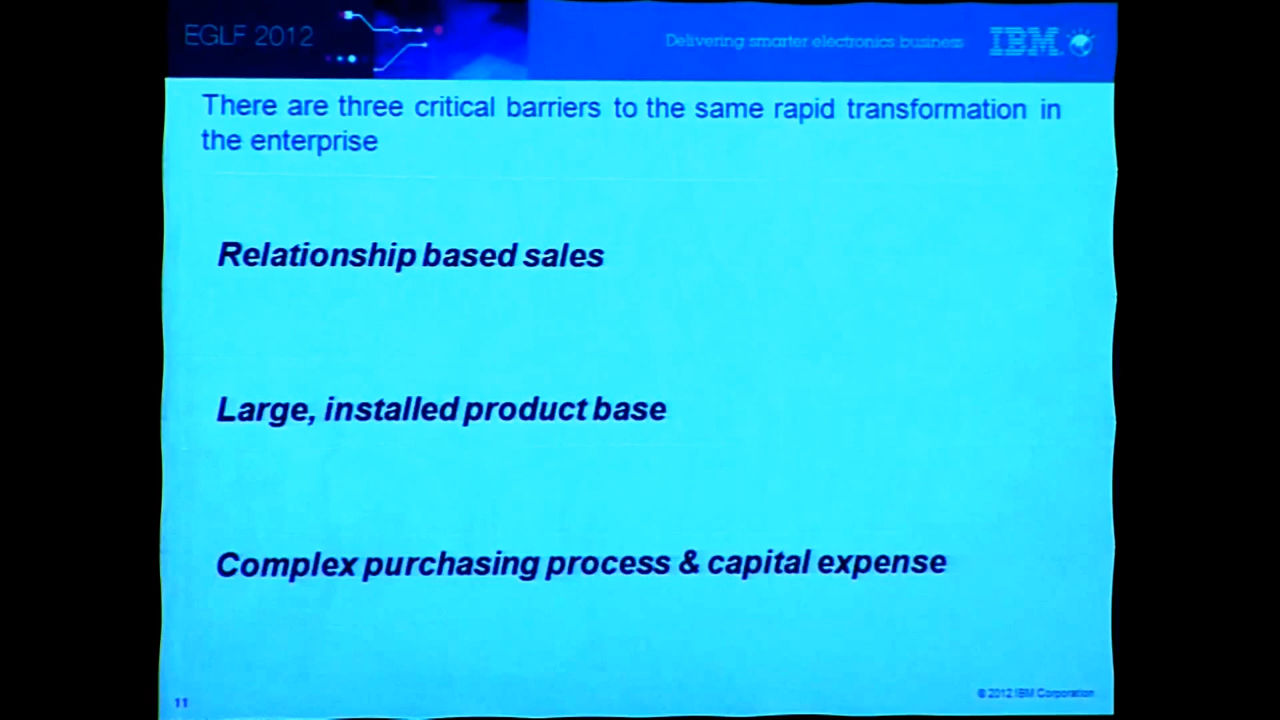 EGLF 2012
Delivering smarter electronics business
IBM
There are three critical barriers to the same rapid transformation in
the enterprise
Relationship based sales
Large, installed product base
Complex purchasing process & capital expense
11
© 2012 IBM Corporation